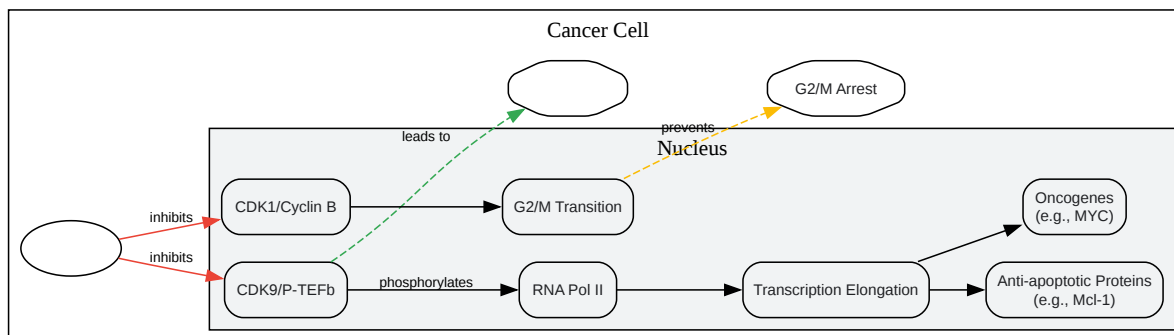 Cancer Cell
G2/M Arrest
leads to
prevents
Nucleus
CDK1/Cyclin B
G2/M Transition
Oncogenes
(e.g., MYC)
inhibits
inhibits
CDK9/P-TEFb
phosphorylates
RNA Pol II
Transcription Elongation
Anti-apoptotic Proteins
(e.g., Mcl-1)